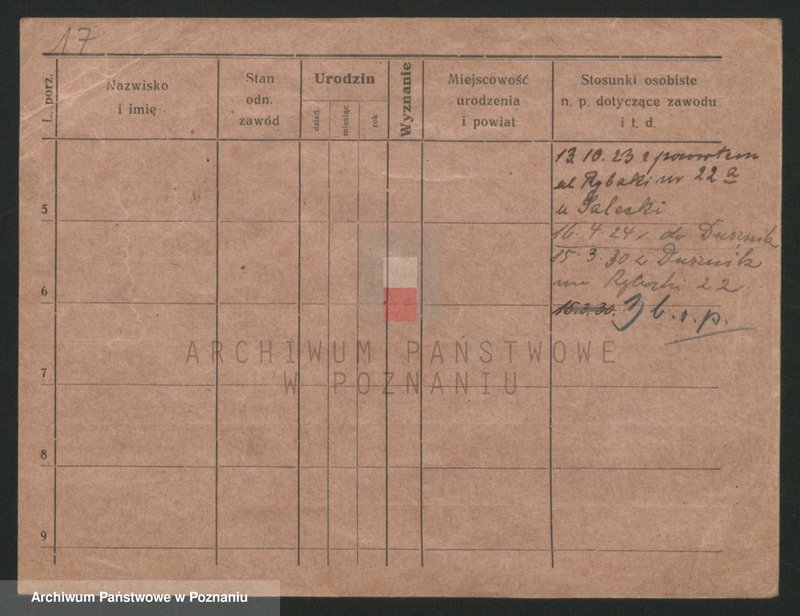 17
L. porz.
Nazwisko
i imię
Stan
odn.
zawód
Urodzin
dzień
miesiąc
rok
Wyznanie
Miejscowość
urodzenia
i powiat
Stosunki osobiste
n. p. dotyczące zawodu
i t. d.
13.10.23 z powrotem
ul Rybaki nr 22 a
u Saleski
5
16.4.24 r. do Dusznik
15.3.30 z Dusznik
na Rybaki 22
6
15.3.30. b.o.p.
ARCHIWUM PAŃSTWOWE
W POZNANIU
7
8
9
Archiwum Państwowe w Poznaniu